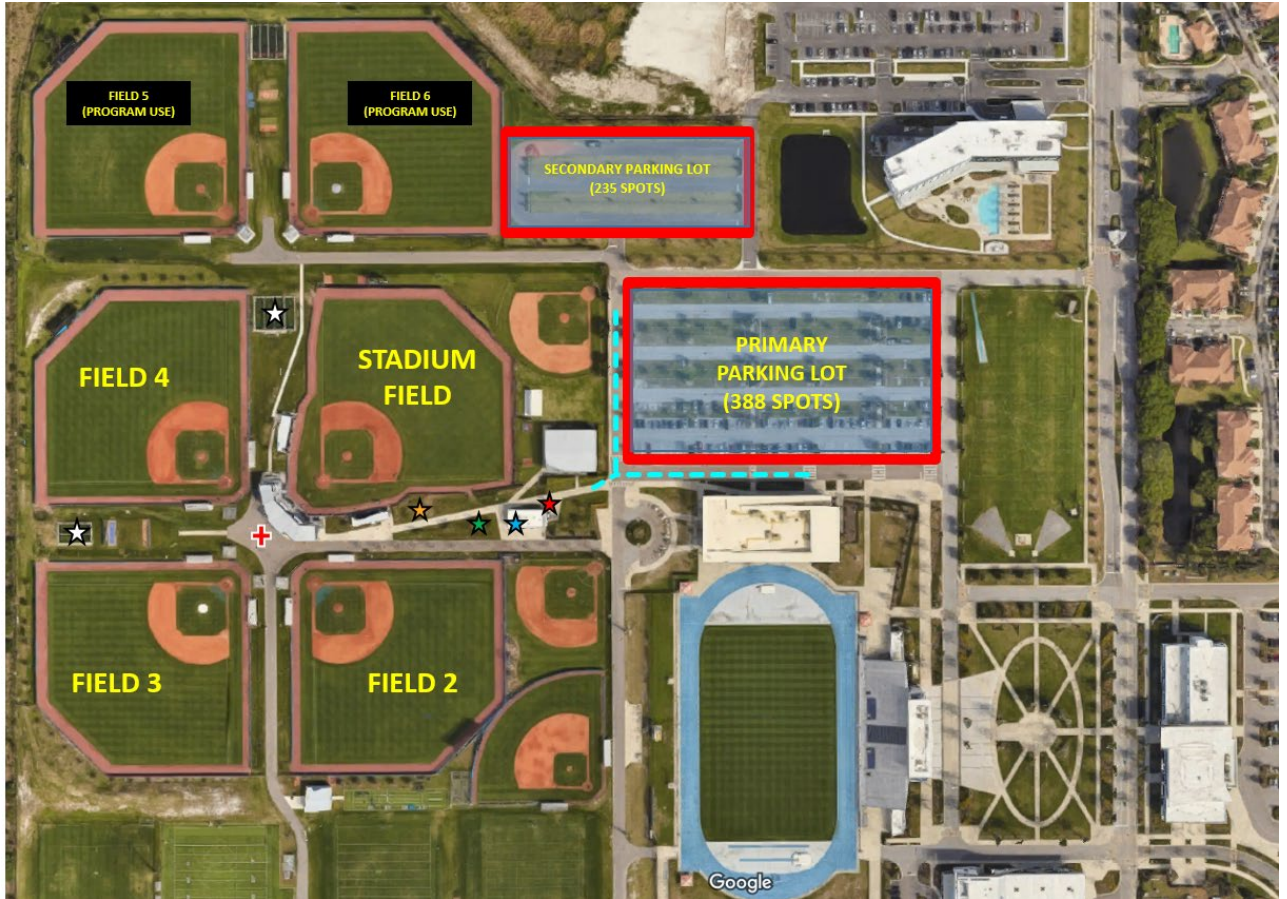 FIELD 5
(PROGRAM USE)
FIELD 6
(PROGRAM USE)
SECONDARY PARKING LOT
(235 SPOTS)
FIELD 4
STADIUM
FIELD
PRIMARY
PARKING LOT
(388 SPOTS)
FIELD 3
FIELD 2
Google